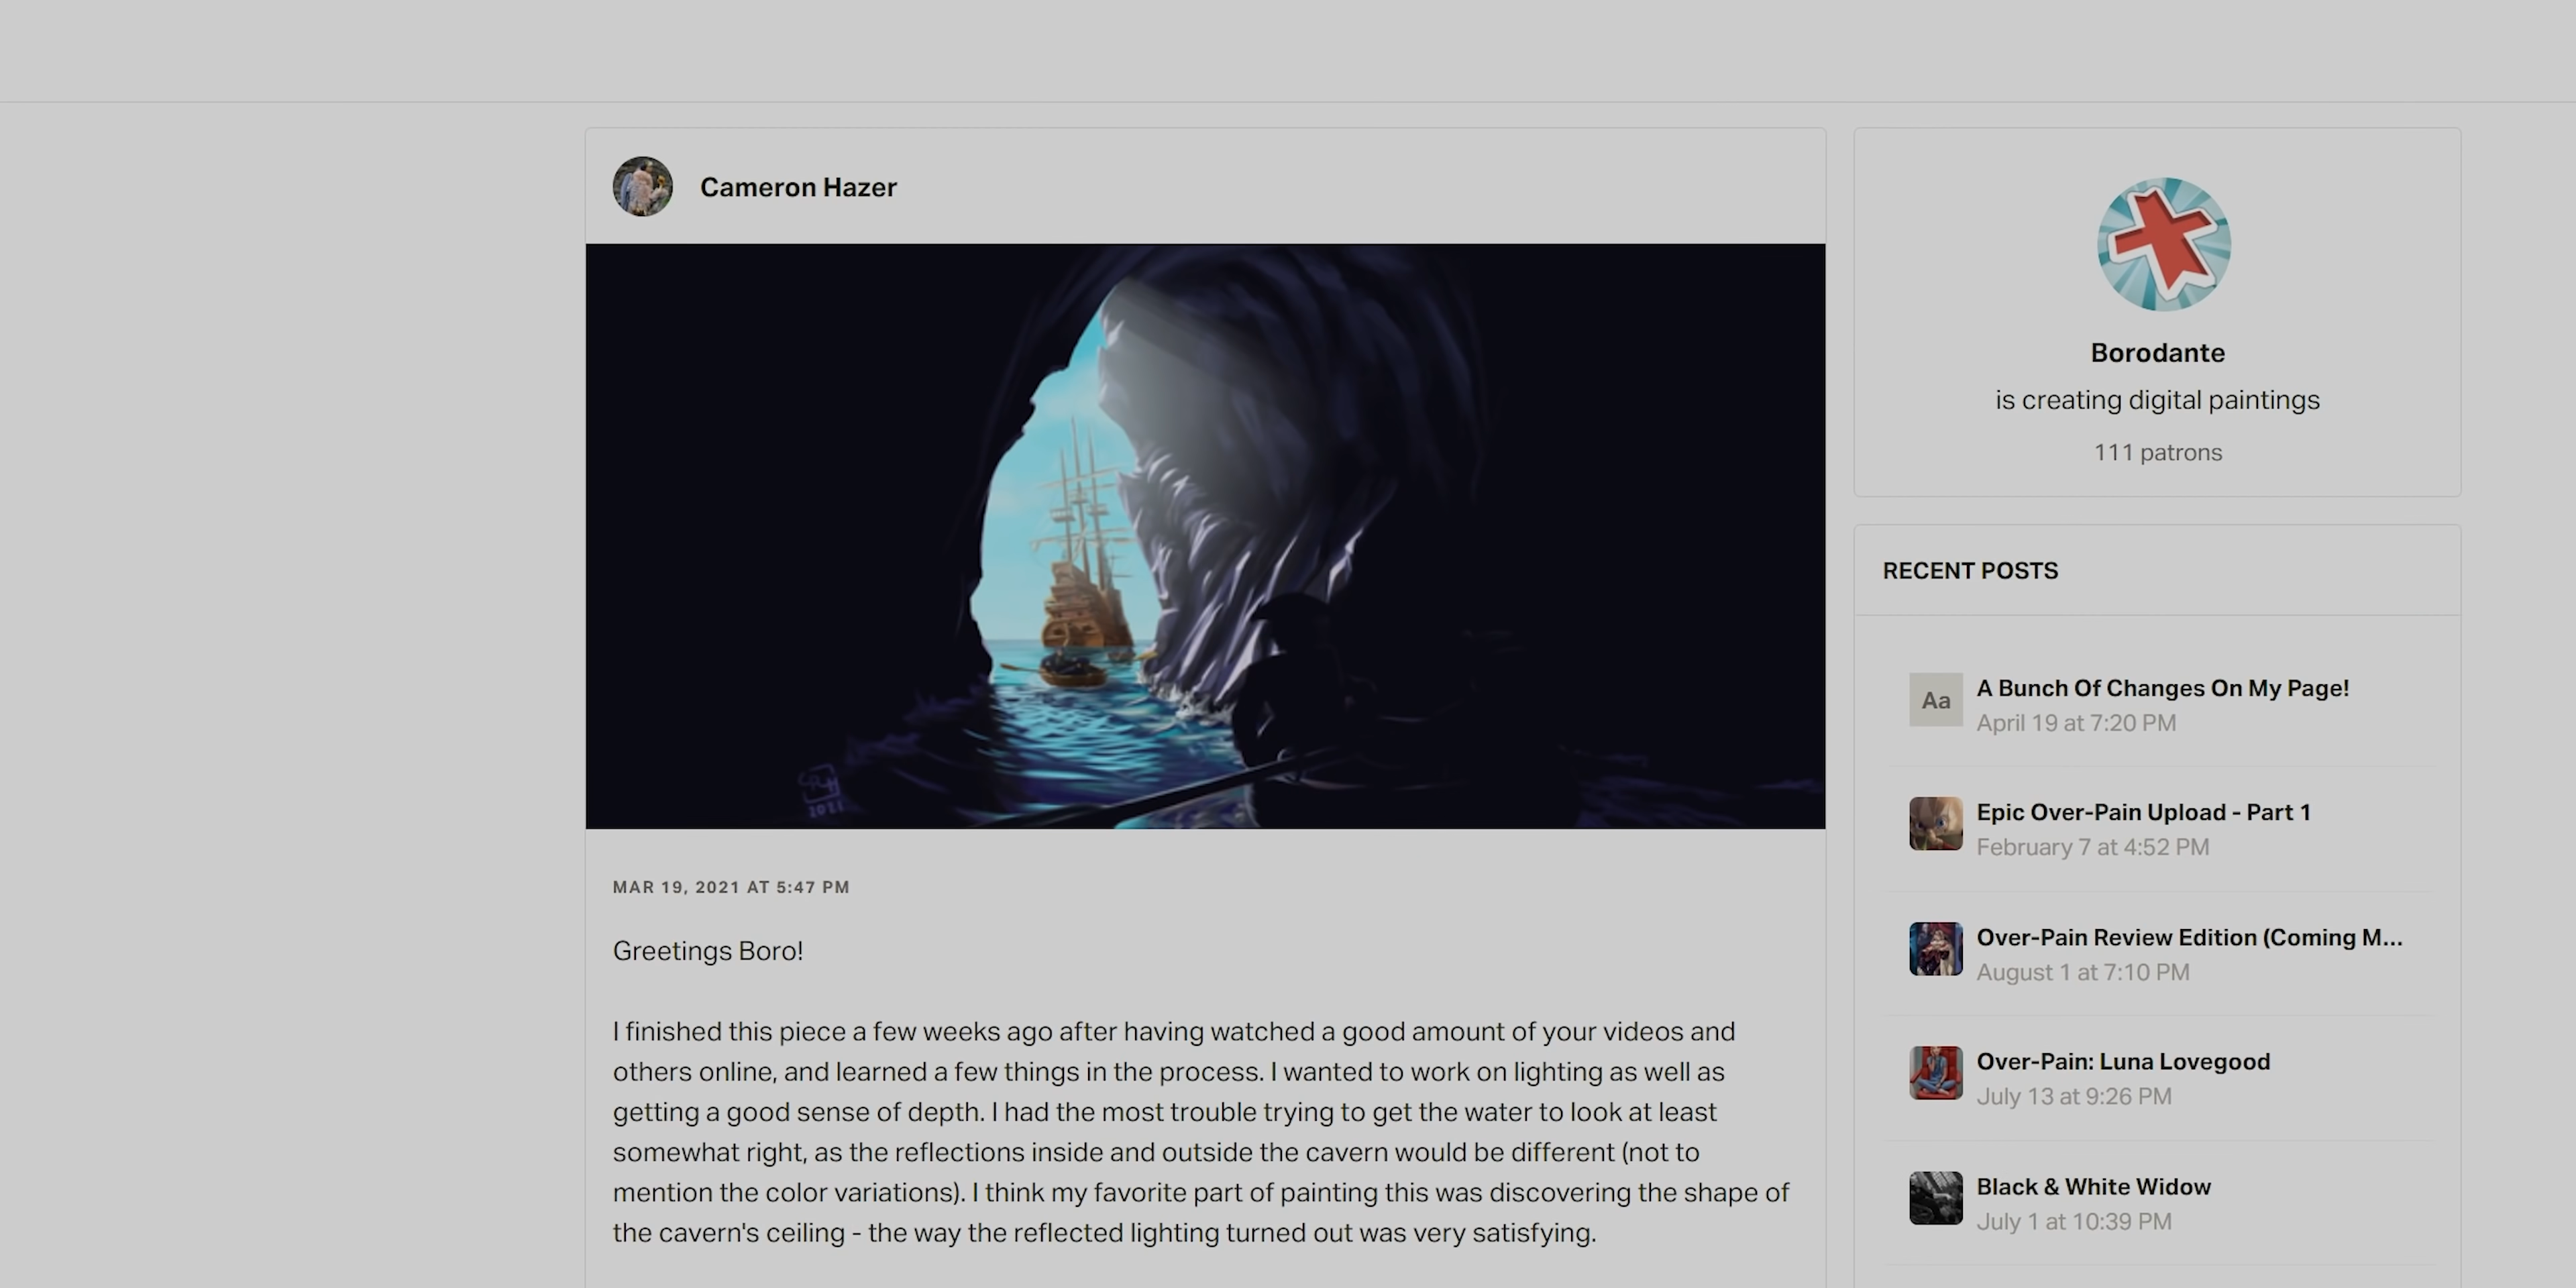 Cameron Hazer
MAR 19, 2021 AT 5:47 PM
Greetings Boro!
I finished this piece a few weeks ago after having watched a good amount of your videos and
others online, and learned a few things in the process. I wanted to work on lighting as well as
getting a good sense of depth. I had the most trouble trying to get the water to look at least
somewhat right, as the reflections inside and outside the cavern would be different (not to
mention the color variations). I think my favorite part of painting this was discovering the shape of
the cavern's ceiling - the way the reflected lighting turned out was very satisfying.
2021
Borodante
is creating digital paintings
111 patrons
RECENT POSTS
Aa
A Bunch Of Changes On My Page!
April 19 at 7:20 PM
Epic Over-Pain Upload - Part 1
February 7 at 4:52 PM
Over-Pain Review Edition (Coming M...
August 1 at 7:10 PM
Over-Pain: Luna Lovegood
July 13 at 9:26 PM
Black & White Widow
July 1 at 10:39 PM